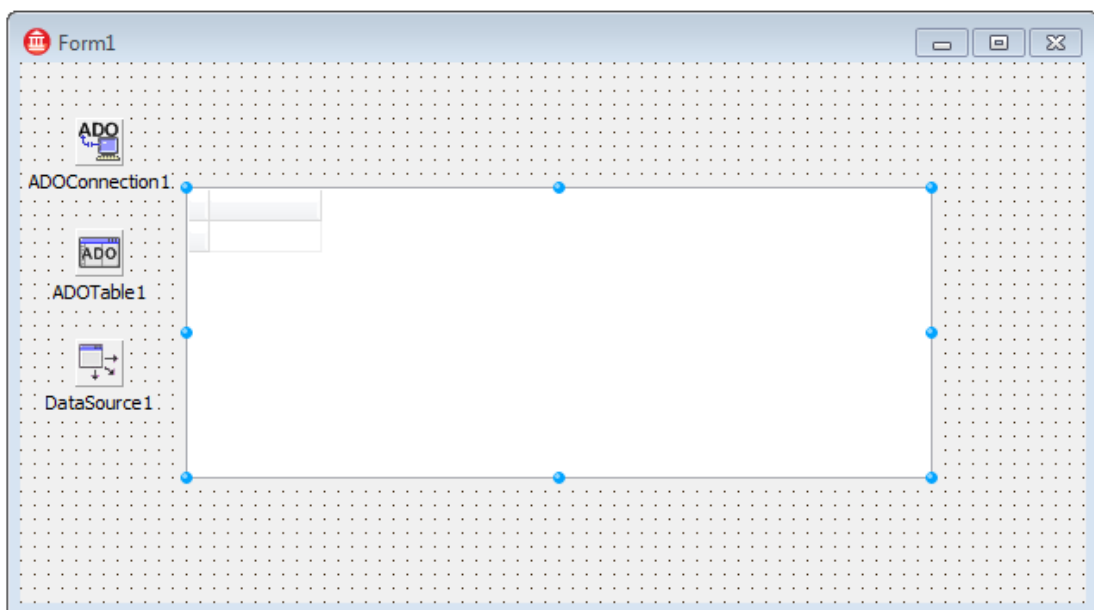 Form1
ADO
ADOConnection1
ADO
ADOTable1
DataSource1